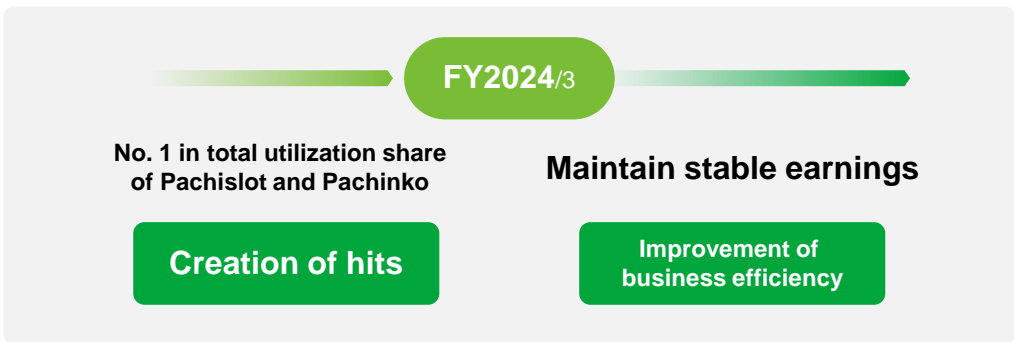 FY2024/3
No. 1 in total utilization share
of Pachislot and Pachinko
Creation of hits
Maintain stable earnings
Improvement of
business efficiency